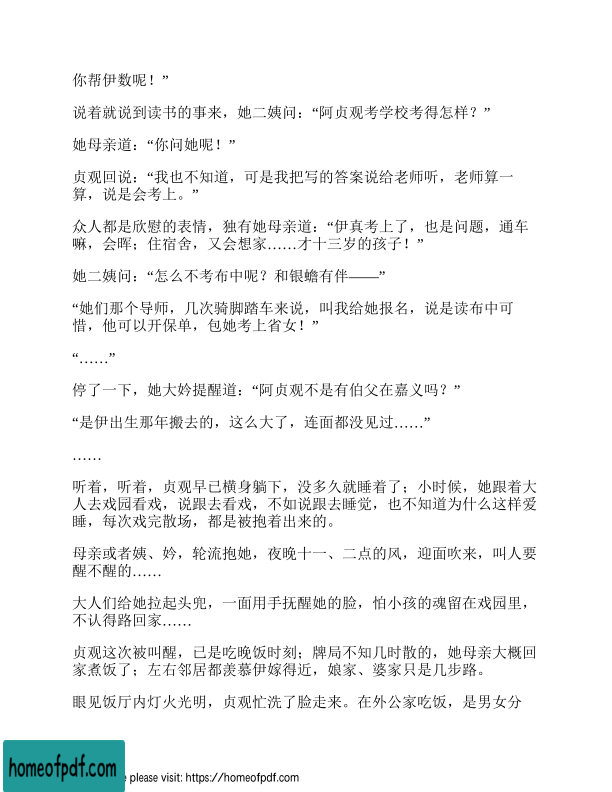 你帮伊数呢！”
说着就说到读书的事来，她二姨问：“阿贞观考学校考得怎样？”
她母亲道：“你问她呢！”
贞观回说：“我也不知道，可是我把写的答案说给老师听，老师算一
算，说是会考上。”
众人都是欣慰的表情，独有她母亲道：“伊真考上了，也是问题，通车
嘛，会晖；住宿舍，又会想家……才十三岁的孩子！”
她二姨问：“怎么不考布中呢？和银蟾有伴——”
“她们那个导师，几次骑脚踏车来说，叫我给她报名，说是读布中可
惜，他可以开保单，包她考上省女！”
“……”
停了一下，她大妗提醒道：“阿贞观不是有伯父在嘉义吗？”
“是伊出生那年搬去的，这么大了，连面都没见过……”
……
听着，听着，贞观早已横身躺下，没多久就睡着了；小时候，她跟着大
人去戏园看戏，说跟去看戏，不如说跟去睡觉，也不知道为什么这样爱
睡，每次戏完散场，都是被抱着出来的。
母亲或者姨、妗，轮流抱她，夜晚十一、二点的风，迎面吹来，叫人要
醒不醒的……
大人们给她拉起头兜，一面用手抚醒她的脸，怕小孩的魂留在戏园里，
不认得路回家……
贞观这次被叫醒，已是吃晚饭时刻；牌局不知几时散的，她母亲大概回
家煮饭了；左右邻居都羡慕伊嫁得近，娘家、婆家只是几步路。
眼见饭厅内灯火光明，贞观忙洗了脸走来。在外公家吃饭，是男女分
homeofpdf.com
e please visit: https://homeofpdf.com